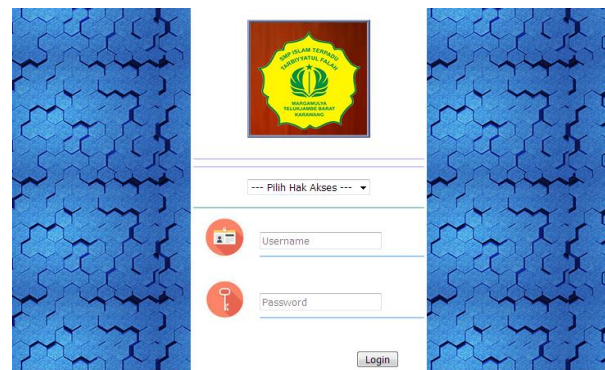 SMP ISLAM TERPADU
TARBIYYATUL FALAH
MARGAMULYA
TELUKJAMBE BARAT
KARAWANG
--- Pilih Hak Akses ---
Username
Password
Login